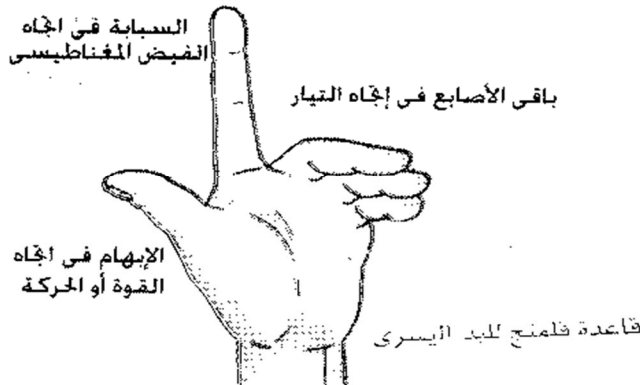 السبابة فى اتجاه
الفيض المغناطيسى
باقى الأصابع فى إتجاه التيار
الإبهام فى اتجاه
القوة أو الحركة
قاعدة فلمنج لليد اليسرى